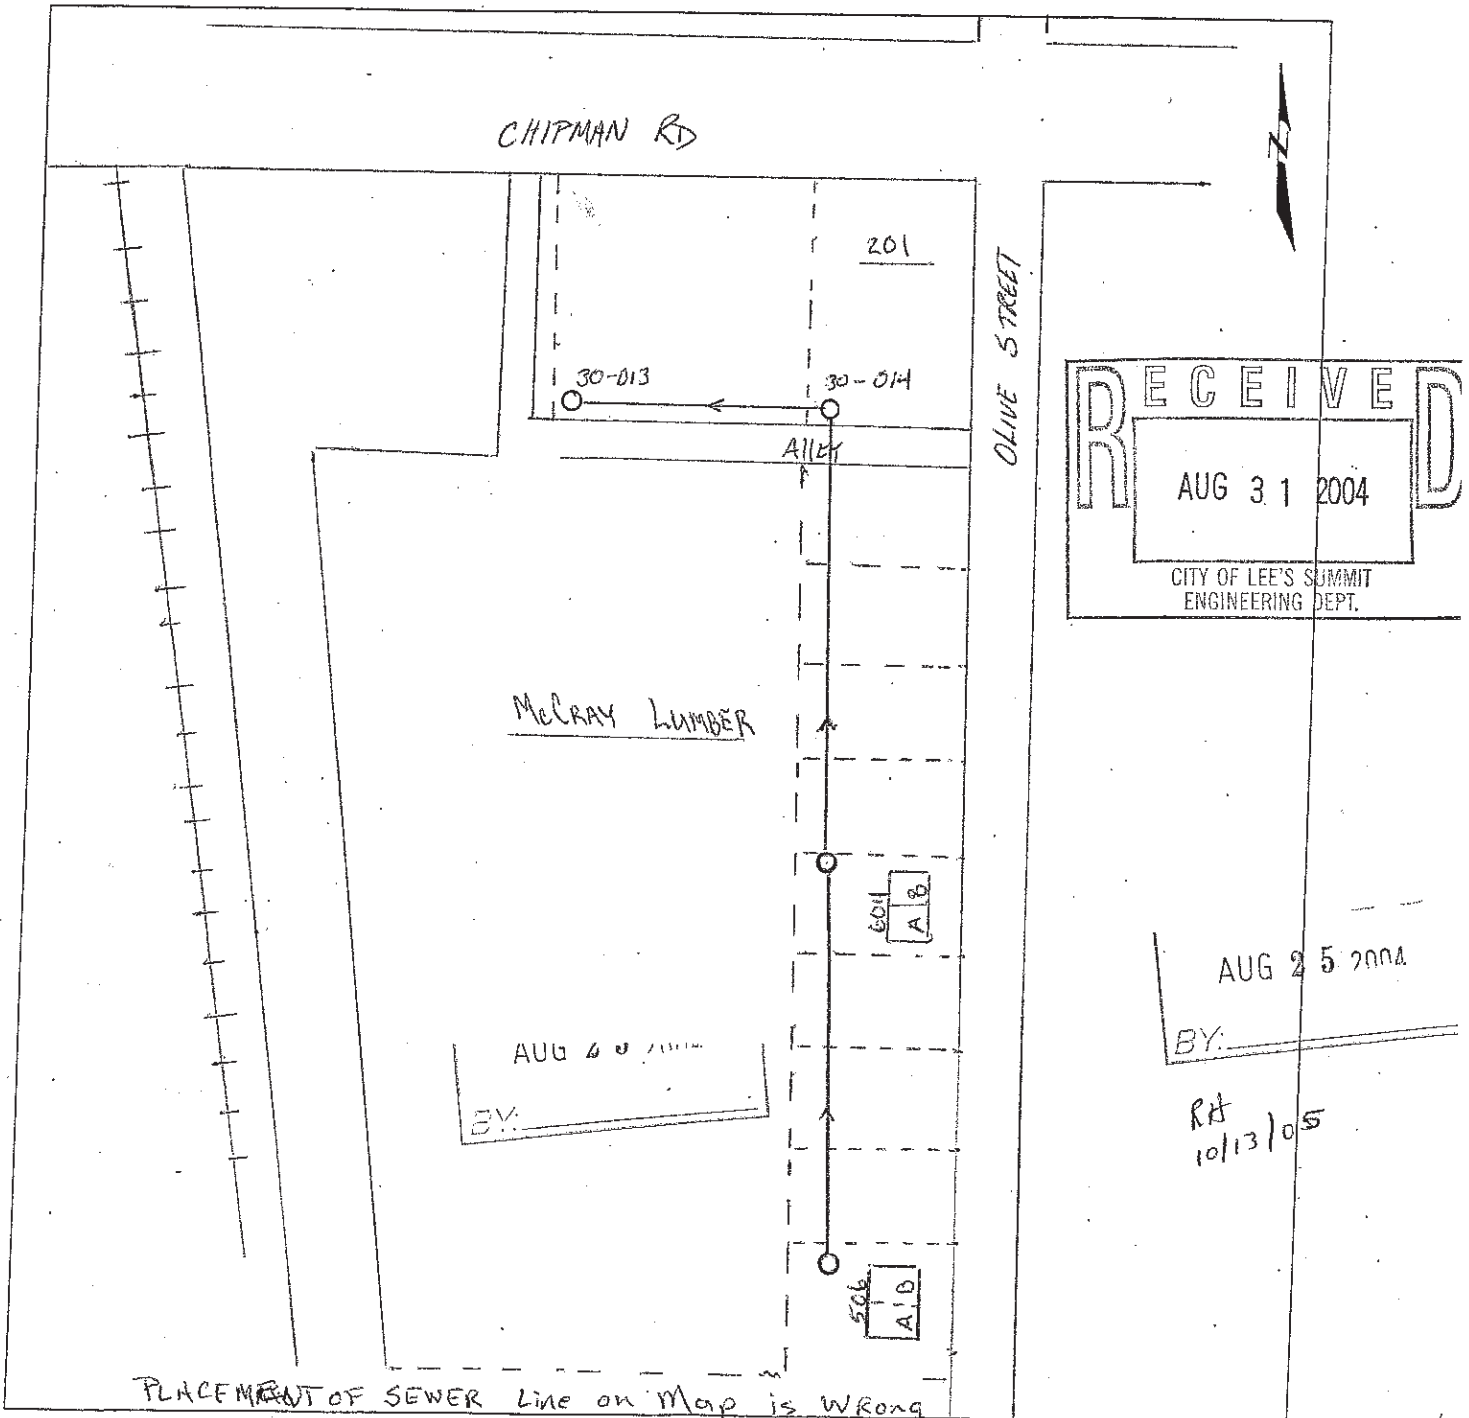 CHIPMAN RD
N
201
OLIVE STREET
30-013
30-014
Alley
RECEIVED
AUG 31 2004
CITY OF LEE'S SUMMIT
ENGINEERING DEPT.
McCRAY LUMBER
A B
AUG 25 2004
BY:
AUG
BY:
RH
10/13/05
506
A B
PLACEMENT OF SEWER Line on Map is WRONG